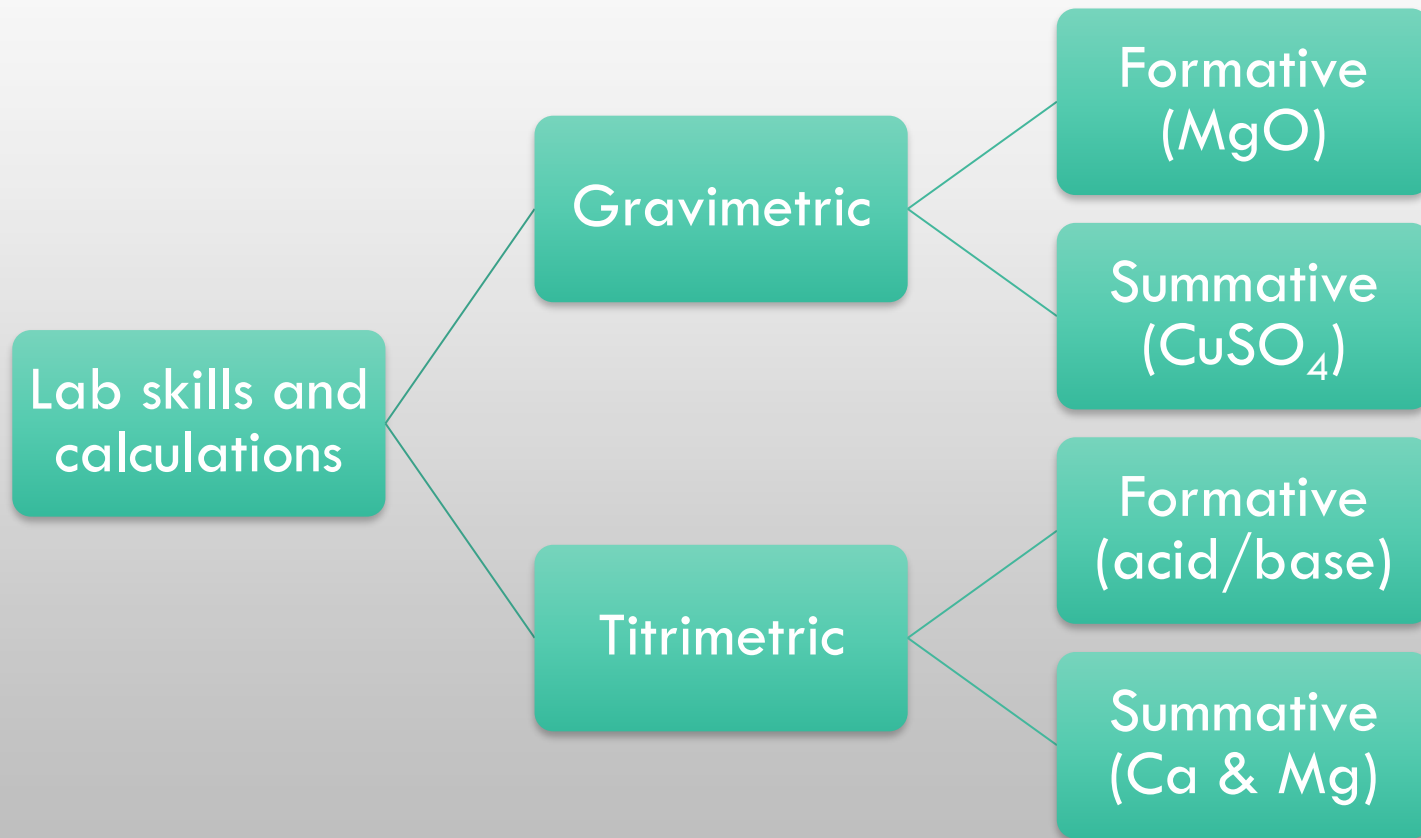 Lab skills and
calculations
Gravimetric
Formative
(MgO)
Summative
(CuSO₄)
Titrimetric
Formative
(acid/base)
Summative
(Ca & Mg)